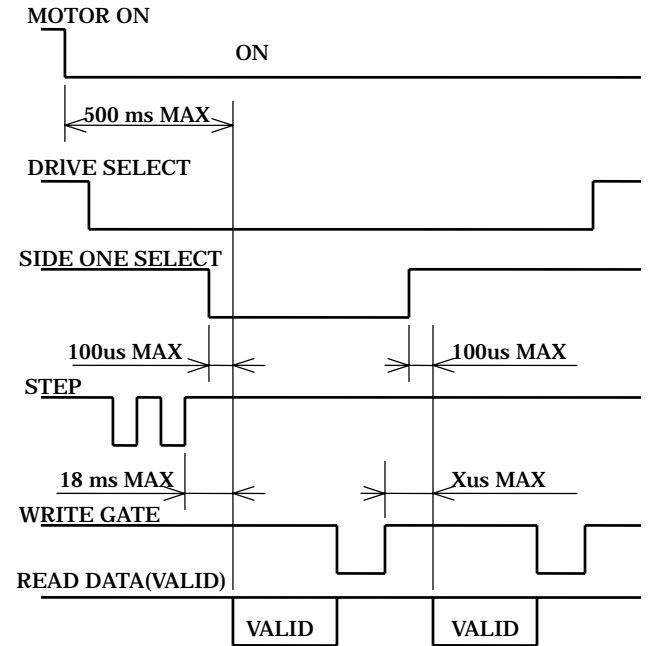 MOTOR ON
ON
500 ms MAX
DRIVE SELECT
SIDE ONE SELECT
100us MAX 100us MAX
STEP
18 ms MAX Xus MAX
WRITE GATE
READ DATA(VALID)
VALID VALID